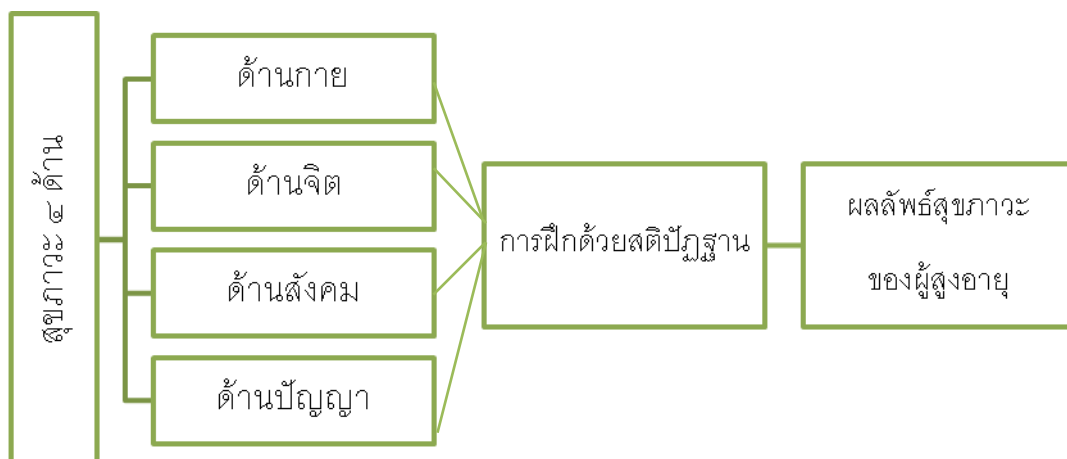 สุขภาวะ ๔ ด้าน
ด้านกาย
ด้านจิต
ด้านสังคม
ด้านปัญญา
การฝึกด้วยสติปัฏฐาน
ผลลัพธ์สุขภาวะ
ของผู้สูงอายุ